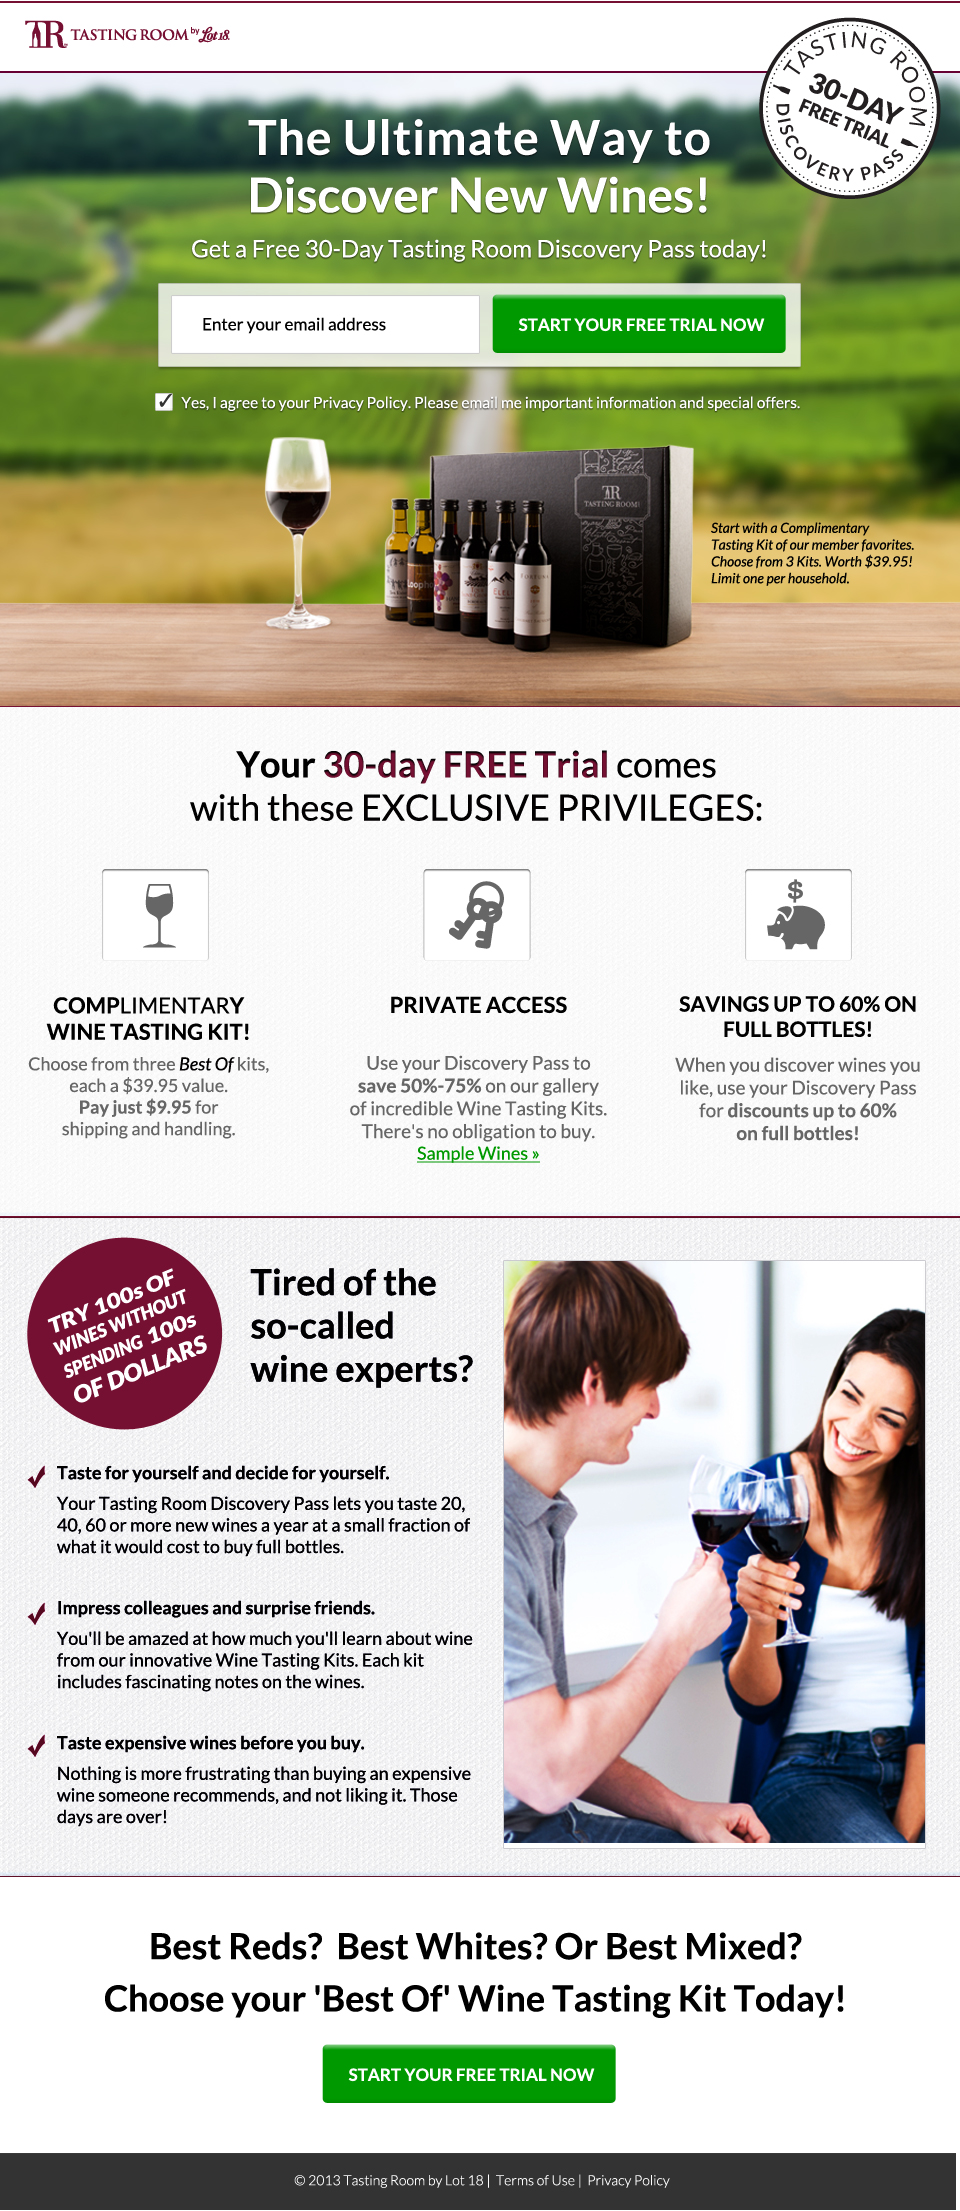 TR TASTING ROOM by Lot18
TASTING ROOM
30-DAY
FREE TRIAL
DISCOVERY PASS
The Ultimate Way to
Discover New Wines!
Get a Free 30-Day Tasting Room Discovery Pass today!
Enter your email address
START YOUR FREE TRIAL NOW
✓ Yes, I agree to your Privacy Policy. Please email me important information and special offers.
TR
TASTING ROOM
Loopho
ELELI
FORTUNE
Start with a Complimentary
Tasting Kit of our member favorites.
Choose from 3 Kits. Worth $39.95!
Limit one per household.
Your 30-day FREE Trial comes
with these EXCLUSIVE PRIVILEGES:
$
COMPLIMENTARY
WINE TASTING KIT!
Choose from three Best Of kits,
each a $39.95 value.
Pay just $9.95 for
shipping and handling.
PRIVATE ACCESS
Use your Discovery Pass to
save 50%-75% on our gallery
of incredible Wine Tasting Kits.
There's no obligation to buy.
Sample Wines »
SAVINGS UP TO 60% ON
FULL BOTTLES!
When you discover wines you
like, use your Discovery Pass
for discounts up to 60%
on full bottles!
TRY 100s OF
WINES WITHOUT
SPENDING 100s
OF DOLLARS
Tired of the
so-called
wine experts?
Taste for yourself and decide for yourself.
Your Tasting Room Discovery Pass lets you taste 20,
40, 60 or more new wines a year at a small fraction of
what it would cost to buy full bottles.
Impress colleagues and surprise friends.
You'll be amazed at how much you'll learn about wine
from our innovative Wine Tasting Kits. Each kit
includes fascinating notes on the wines.
Taste expensive wines before you buy.
Nothing is more frustrating than buying an expensive
wine someone recommends, and not liking it. Those
days are over!
Best Reds?  Best Whites? Or Best Mixed?
Choose your 'Best Of' Wine Tasting Kit Today!
START YOUR FREE TRIAL NOW
© 2013 Tasting Room by Lot 18 |  Terms of Use |  Privacy Policy